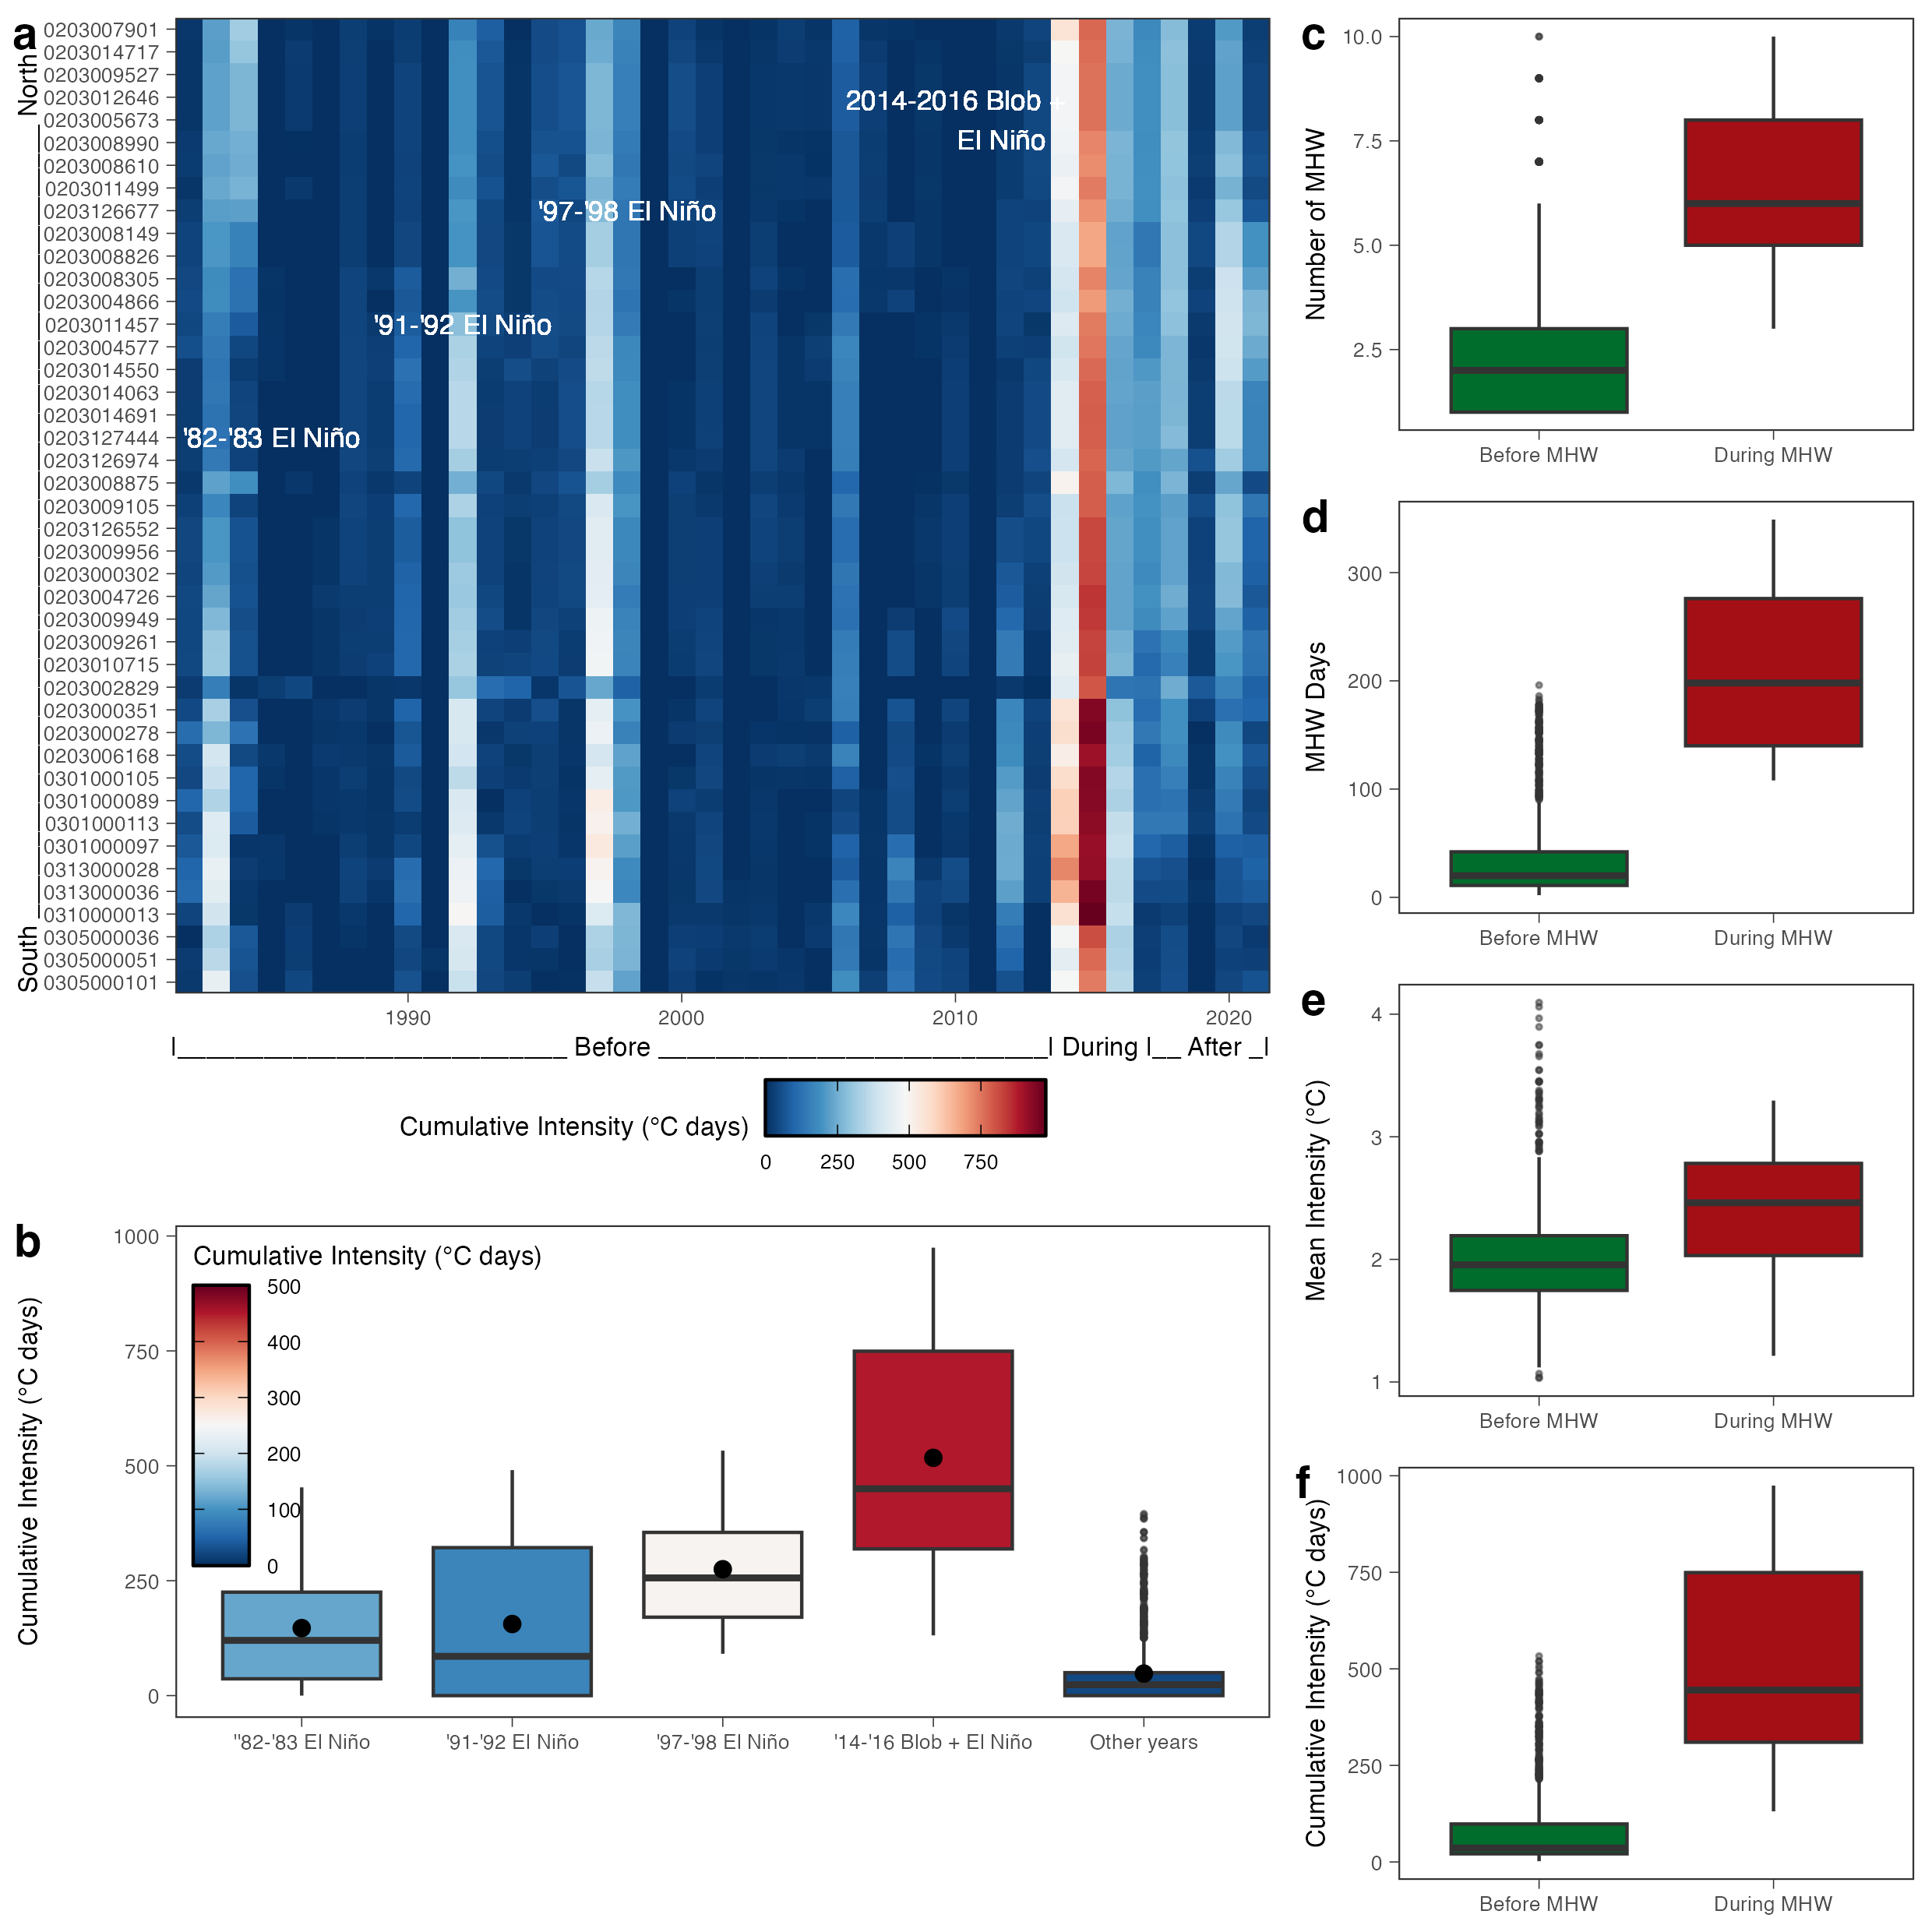 a
North
South
0203007901
0203014717
0203009527
0203012646
0203005673
0203008990
0203008610
0203011499
0203126677
0203008149
0203008826
0203008305
0203004866
0203011457
0203004577
0203014550
0203014063
0203014691
0203127444
0203126974
0203008875
0203009105
0203126552
0203009956
0203000302
0203004726
0203009949
0203009261
0203010715
0203002829
0203000351
0203000278
0203006168
0301000105
0301000089
0301000113
0301000097
0313000028
0313000036
0310000013
0305000036
0305000051
0305000101
2014-2016 Blob +
El Niño
'97-'98 El Niño
'91-'92 El Niño
'82-'83 El Niño
1990 2000 2010 2020
Before During After
Cumulative Intensity (°C days)
0 250 500 750
b
Cumulative Intensity (°C days)
1000
750
500
250
0
Cumulative Intensity (°C days)
500
400
300
200
100
0
''82-'83 El Niño '91-'92 El Niño '97-'98 El Niño '14-'16 Blob + El Niño Other years
c
Number of MHW
10.0
7.5
5.0
2.5
Before MHW During MHW
d
MHW Days
300
200
100
0
Before MHW During MHW
e
Mean Intensity (°C)
4
3
2
1
Before MHW During MHW
f
Cumulative Intensity (°C days)
1000
750
500
250
0
Before MHW During MHW